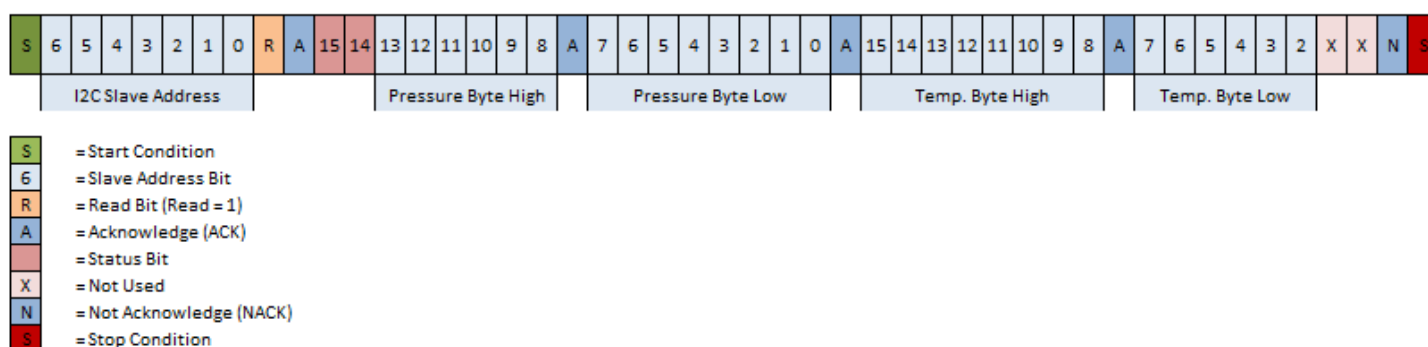 S 6 5 4 3 2 1 0 R A 15 14 13 12 11 10 9 8 A 7 6 5 4 3 2 1 0 A 15 14 13 12 11 10 9 8 A 7 6 5 4 3 2 X X N S
I2C Slave Address Pressure Byte High Pressure Byte Low Temp. Byte High Temp. Byte Low
S =Start Condition
6 =Slave Address Bit
R =Read Bit (Read =1)
A =Acknowledge (ACK)
=Status Bit
X =Not Used
N =Not Acknowledge (NACK)
S =Stop Condition